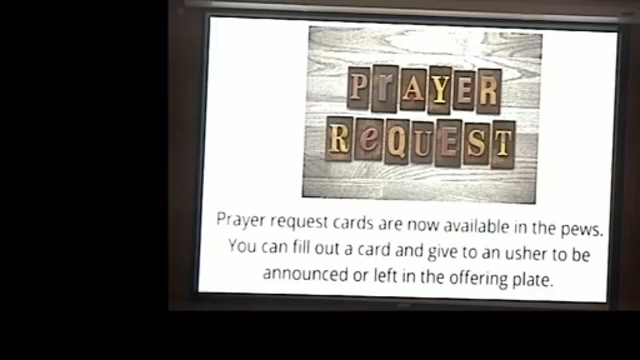 PrAYER
ReQUEST
Prayer request cards are now available in the pews.
You can fill out a card and give to an usher to be
announced or left in the offering plate.